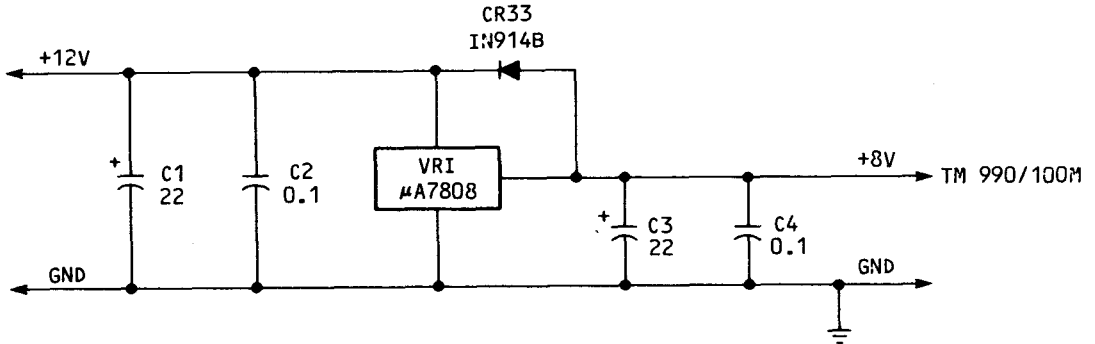 CR33
IN914B
+12V
+
C1
22
C2
0.1
VRI
μA7808
+8V
TM 990/100M
+
C3
22
C4
0.1
GND
GND